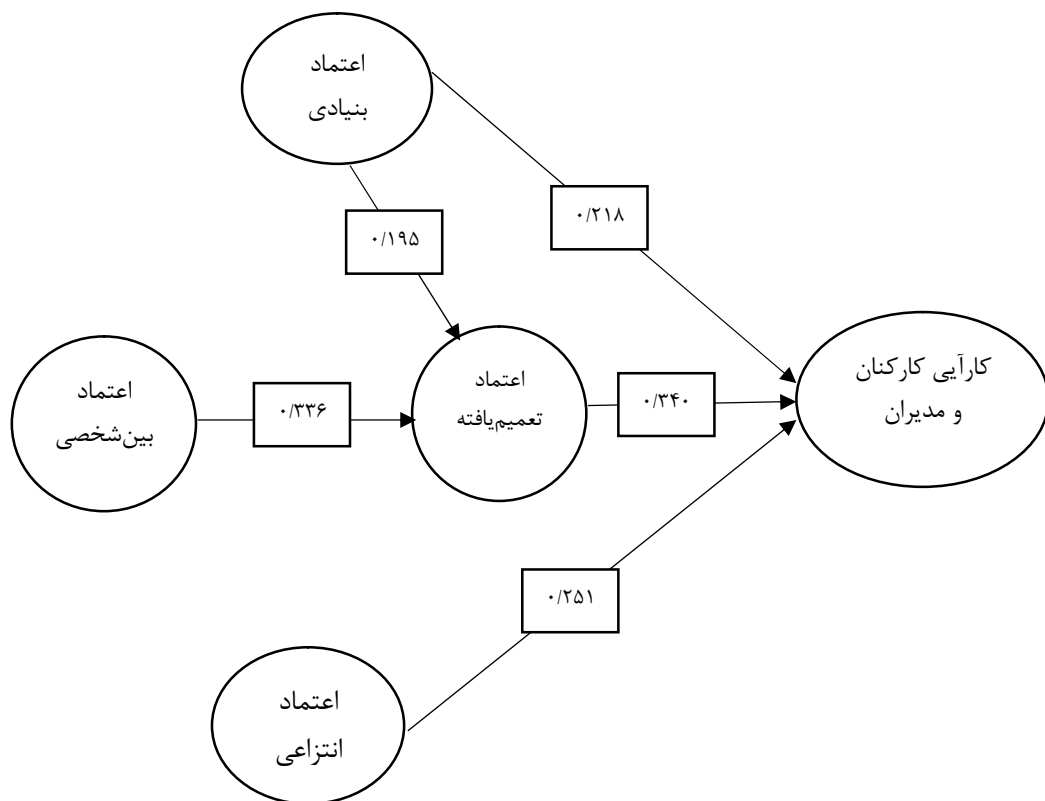 اعتماد
بنیادی
۰/۲۱۸
۰/۱۹۵
اعتماد
بین‌شخصی
۰/۳۳۶
اعتماد
تعمیم‌یافته
۰/۳۴۰
کارآیی کارکنان
و مدیران
۰/۲۵۱
اعتماد
انتزاعی